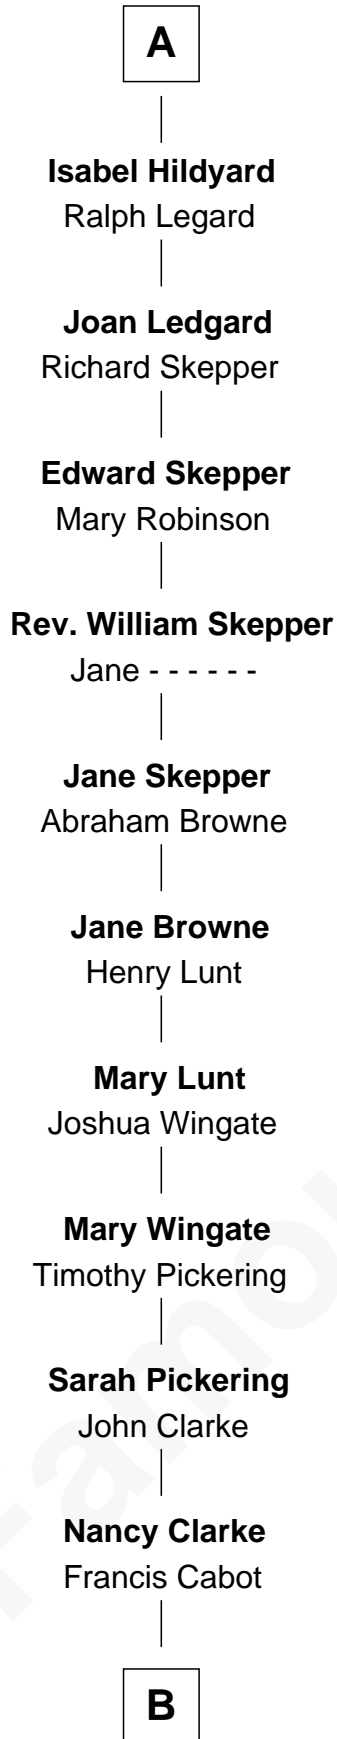 A
Isabel Hildyard
Ralph Legard
Joan Ledgard
Richard Skepper
Edward Skepper
Mary Robinson
Rev. William Skepper
Jane - - - - - -
Jane Skepper
Abraham Browne
Jane Browne
Henry Lunt
Mary Lunt
Joshua Wingate
Mary Wingate
Timothy Pickering
Sarah Pickering
John Clarke
Nancy Clarke
Francis Cabot
B